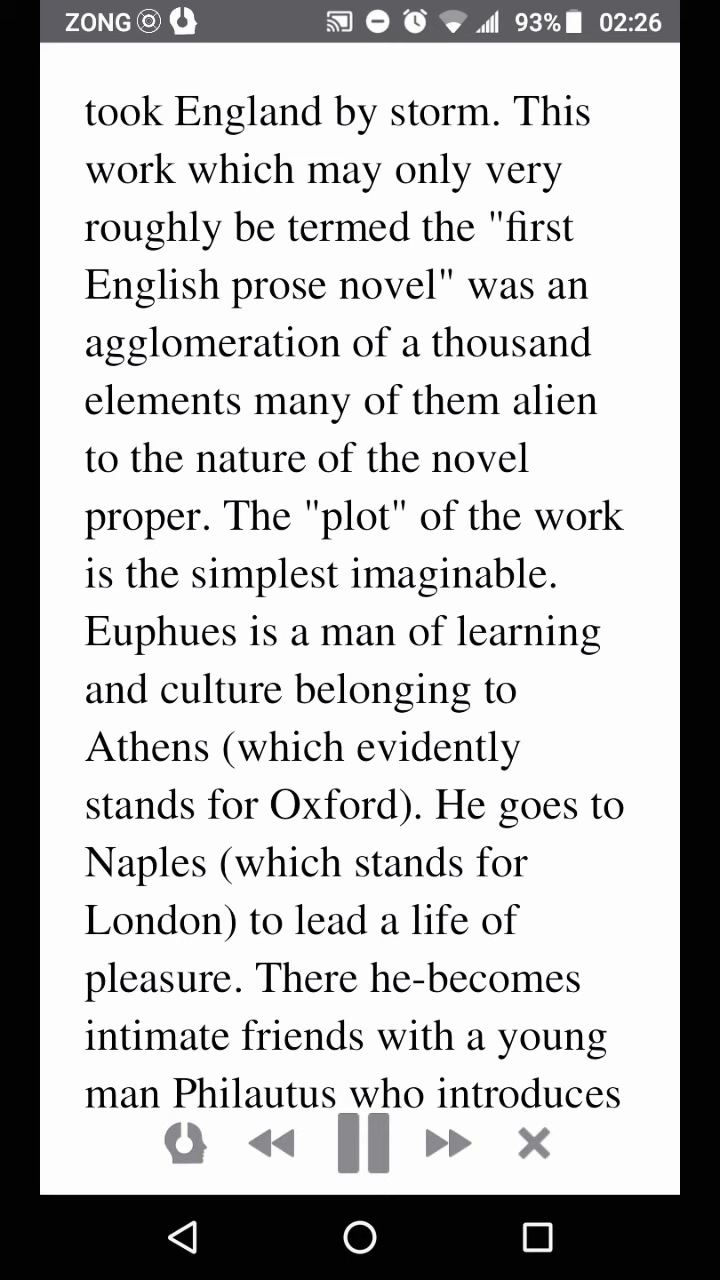 ZONG 93% 02:26
took England by storm. This
work which may only very
roughly be termed the "first
English prose novel" was an
agglomeration of a thousand
elements many of them alien
to the nature of the novel
proper. The "plot" of the work
is the simplest imaginable.
Euphues is a man of learning
and culture belonging to
Athens (which evidently
stands for Oxford). He goes to
Naples (which stands for
London) to lead a life of
pleasure. There he-becomes
intimate friends with a young
man Philautus who introduces